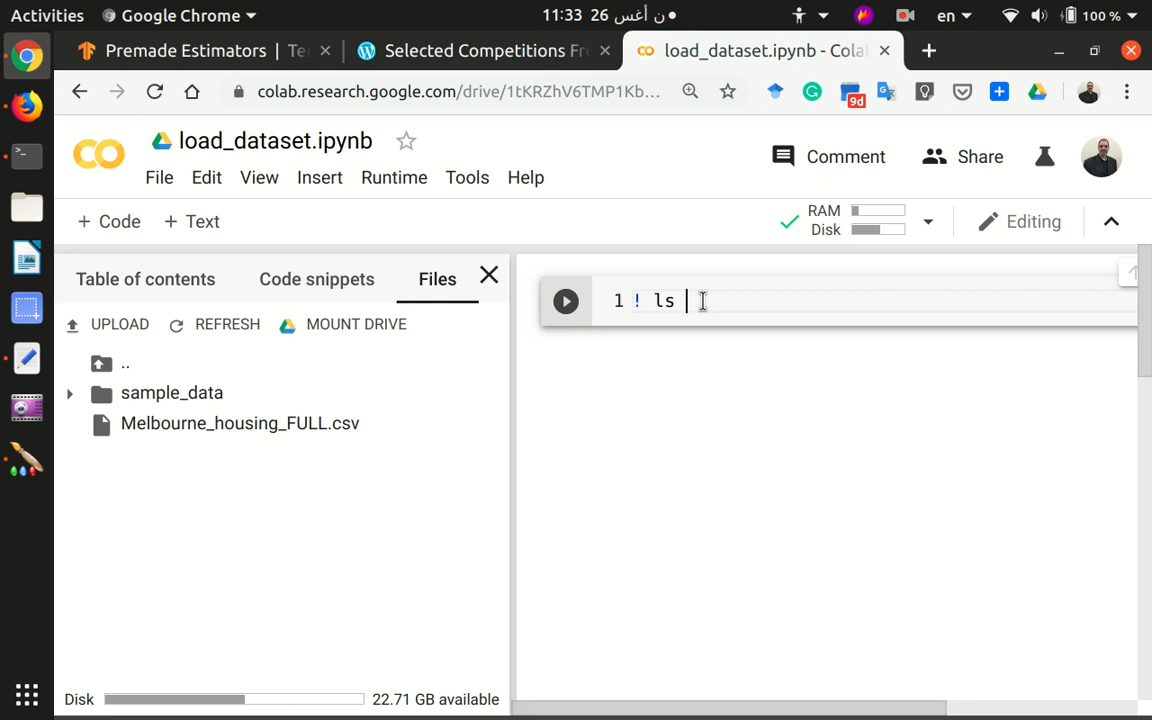 Activities Google Chrome ▾ 11:33 26 ن أغس en 100 %
Premade Estimators | Te Selected Competitions Fr load_dataset.ipynb - Cola
colab.research.google.com/drive/1tKRZhV6TMP1Kb... 9d
load_dataset.ipynb
Comment Share
File Edit View Insert Runtime Tools Help
+ Code + Text
RAM
Disk
Editing
Table of contents Code snippets Files
UPLOAD REFRESH MOUNT DRIVE
..
sample_data
Melbourne_housing_FULL.csv
Disk 22.71 GB available
1 ! ls